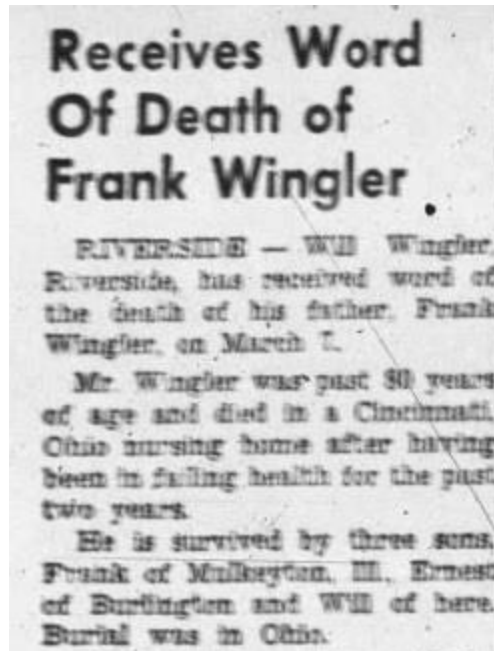 Receives Word
Of Death of
Frank Wingler
RIVERSIDE — Will Wingler,
Riverside, has received word of
the death of his father, Frank
Wingler, on March
Mr. Wingler was past 80 years
of age and died in a Cincinnati,
Ohio nursing home after having
been in failing health for the past
two years.
He is survived by three sons,
Frank of Ill., Ernest
of Burlington and Will of here.
Burial was in Ohio.